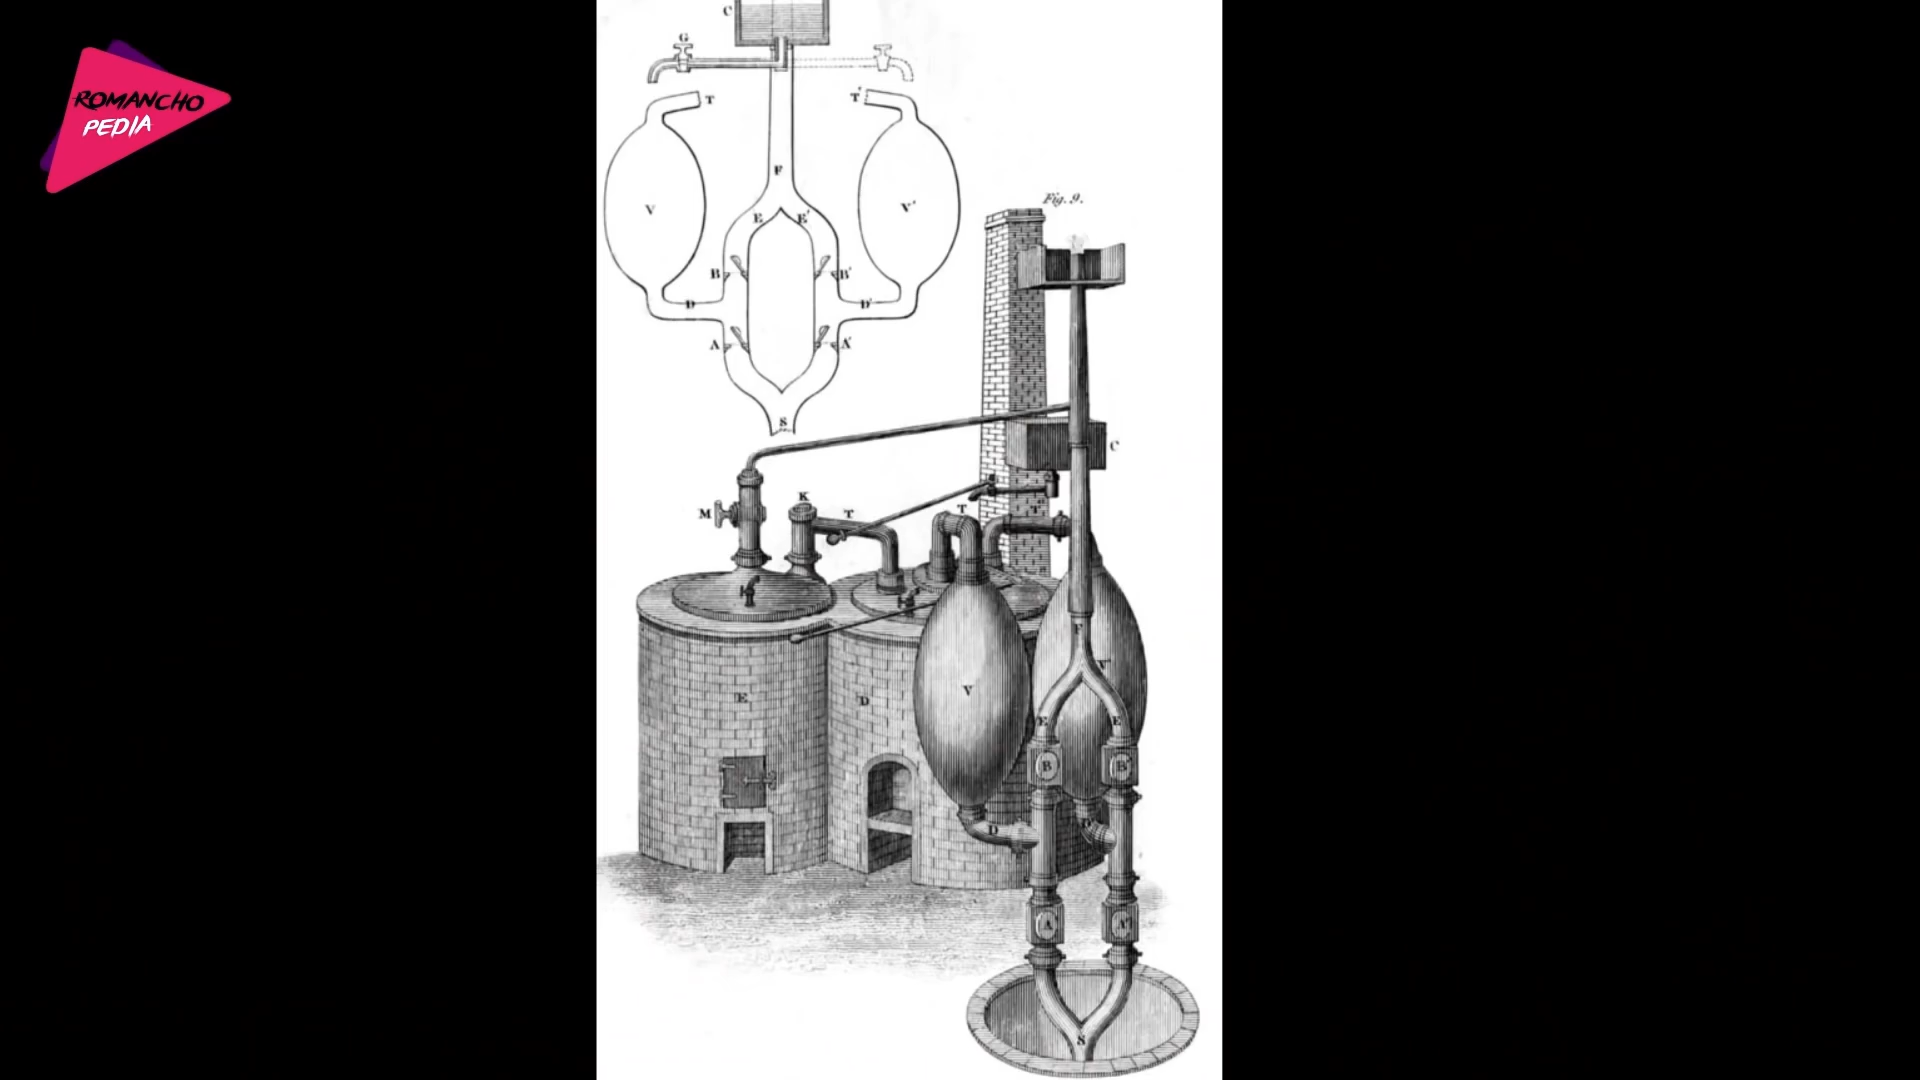 ROMANCHO
PEDIA
C
G
T
T'
F
V
V'
E
E'
Fig. 9.
B
B'
D
D'
A
A'
S
C
M
K
T
T
T'
F
V'
V
E
D
E
E
B
B'
D
D'
A
A'
S